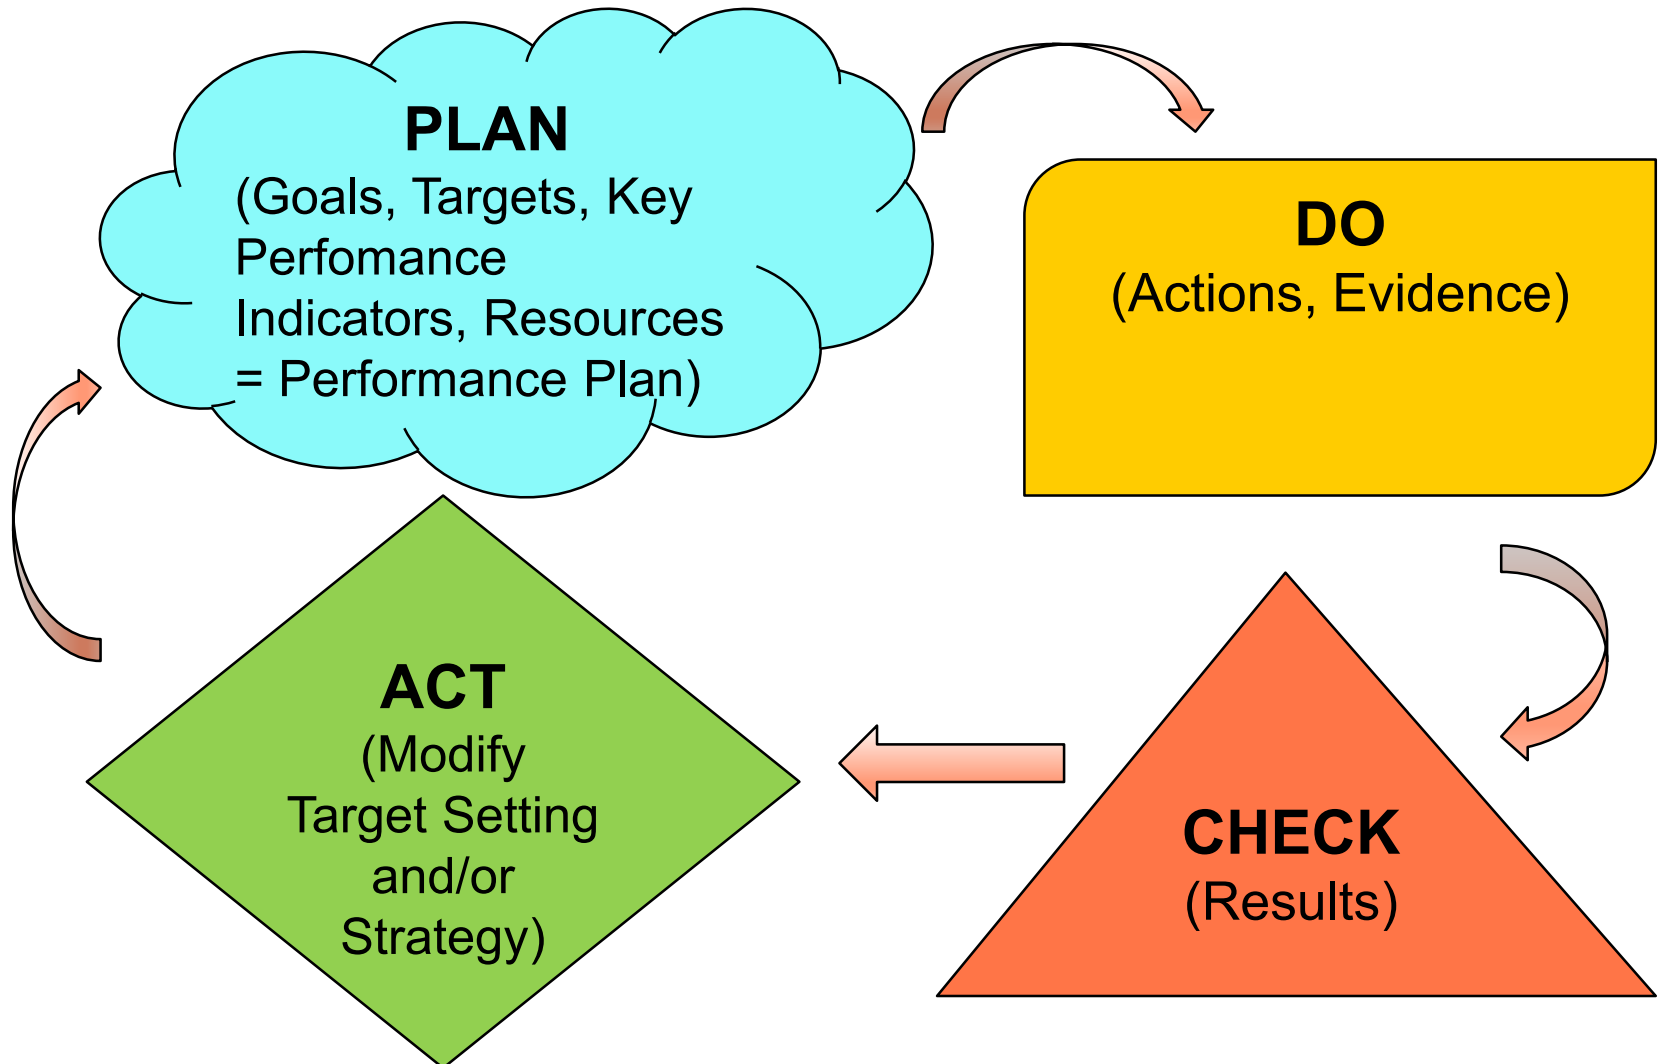 PLAN
(Goals, Targets, Key
Perfomance
Indicators, Resources
= Performance Plan)
DO
(Actions, Evidence)
CHECK
(Results)
ACT
(Modify
Target Setting
and/or
Strategy)